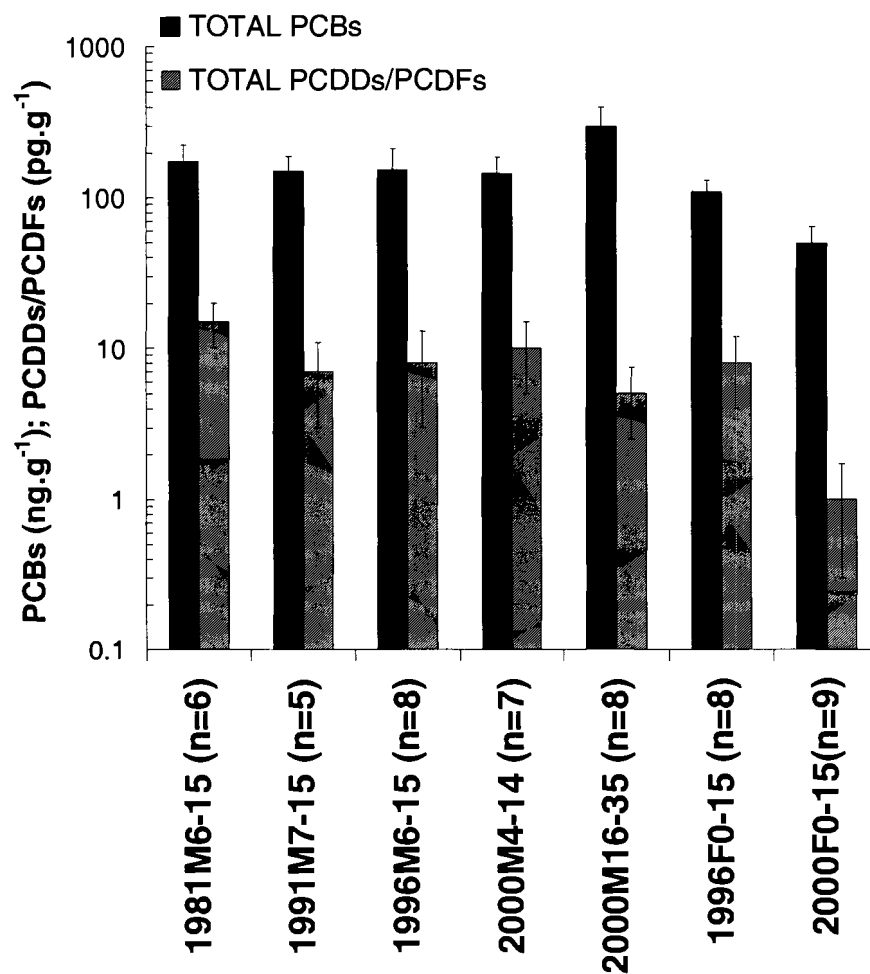 TOTAL PCBs
TOTAL PCDDs/PCDFs
PCBs (ng.g⁻¹); PCDDs/PCDFs (pg.g⁻¹)
1000
100
10
1
0.1
1981M6-15 (n=6)
1991M7-15 (n=5)
1996M6-15 (n=8)
2000M4-14 (n=7)
2000M16-35 (n=8)
1996F0-15 (n=8)
2000F0-15(n=9)